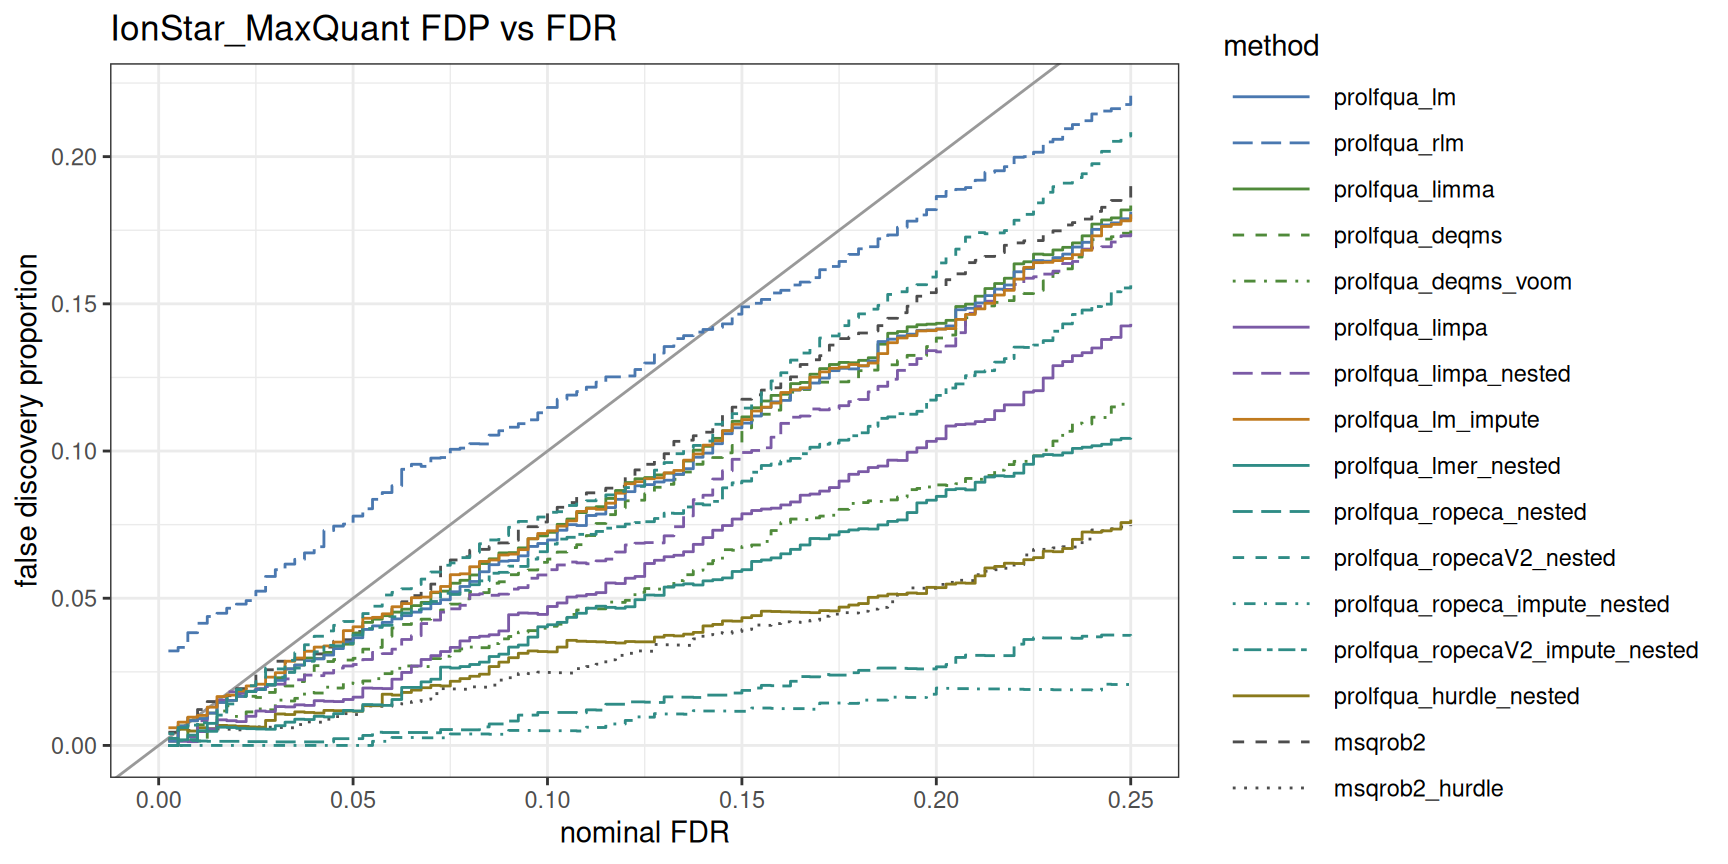 IonStar_MaxQuant FDP vs FDR
false discovery proportion
0.20
0.15
0.10
0.05
0.00
0.00 0.05 0.10 0.15 0.20 0.25
nominal FDR
method
prolfqua_lm
prolfqua_rlm
prolfqua_limma
prolfqua_deqms
prolfqua_deqms_voom
prolfqua_limpa
prolfqua_limpa_nested
prolfqua_lm_impute
prolfqua_lmer_nested
prolfqua_ropeca_nested
prolfqua_ropecaV2_nested
prolfqua_ropeca_impute_nested
prolfqua_ropecaV2_impute_nested
prolfqua_hurdle_nested
msqrob2
msqrob2_hurdle